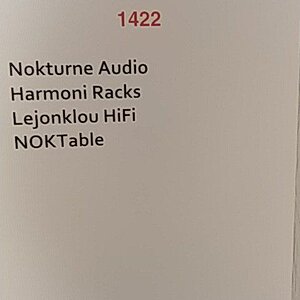 1422
Nokturne Audio
Harmoni Racks
Lejonklou HiFi
NOKTable